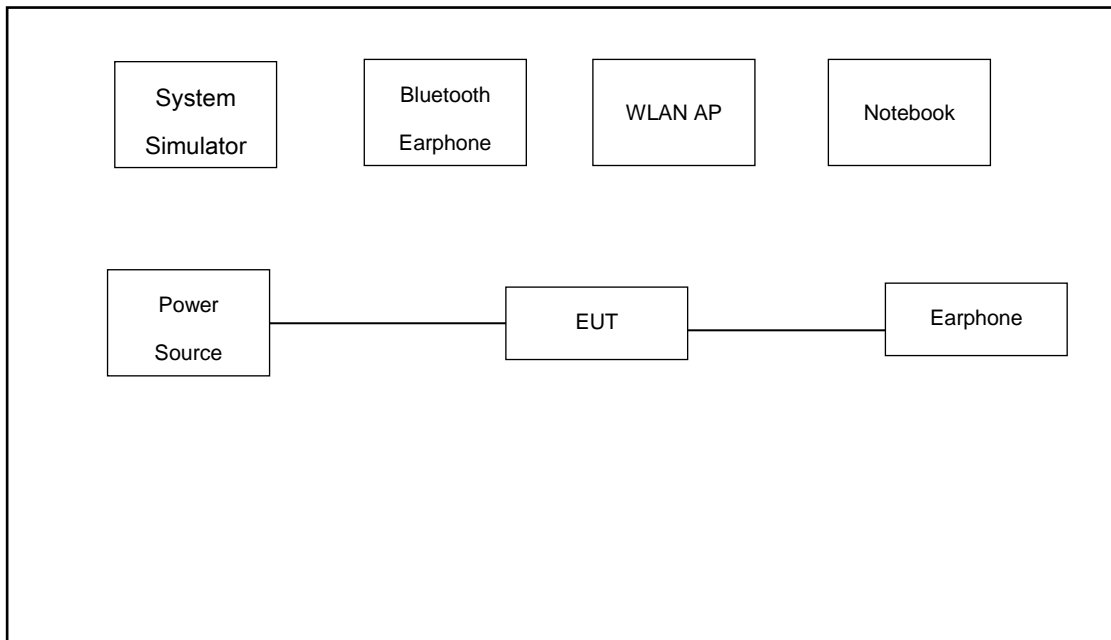 System
Simulator
Bluetooth
Earphone
WLAN AP
Notebook
Power
Source
EUT
Earphone